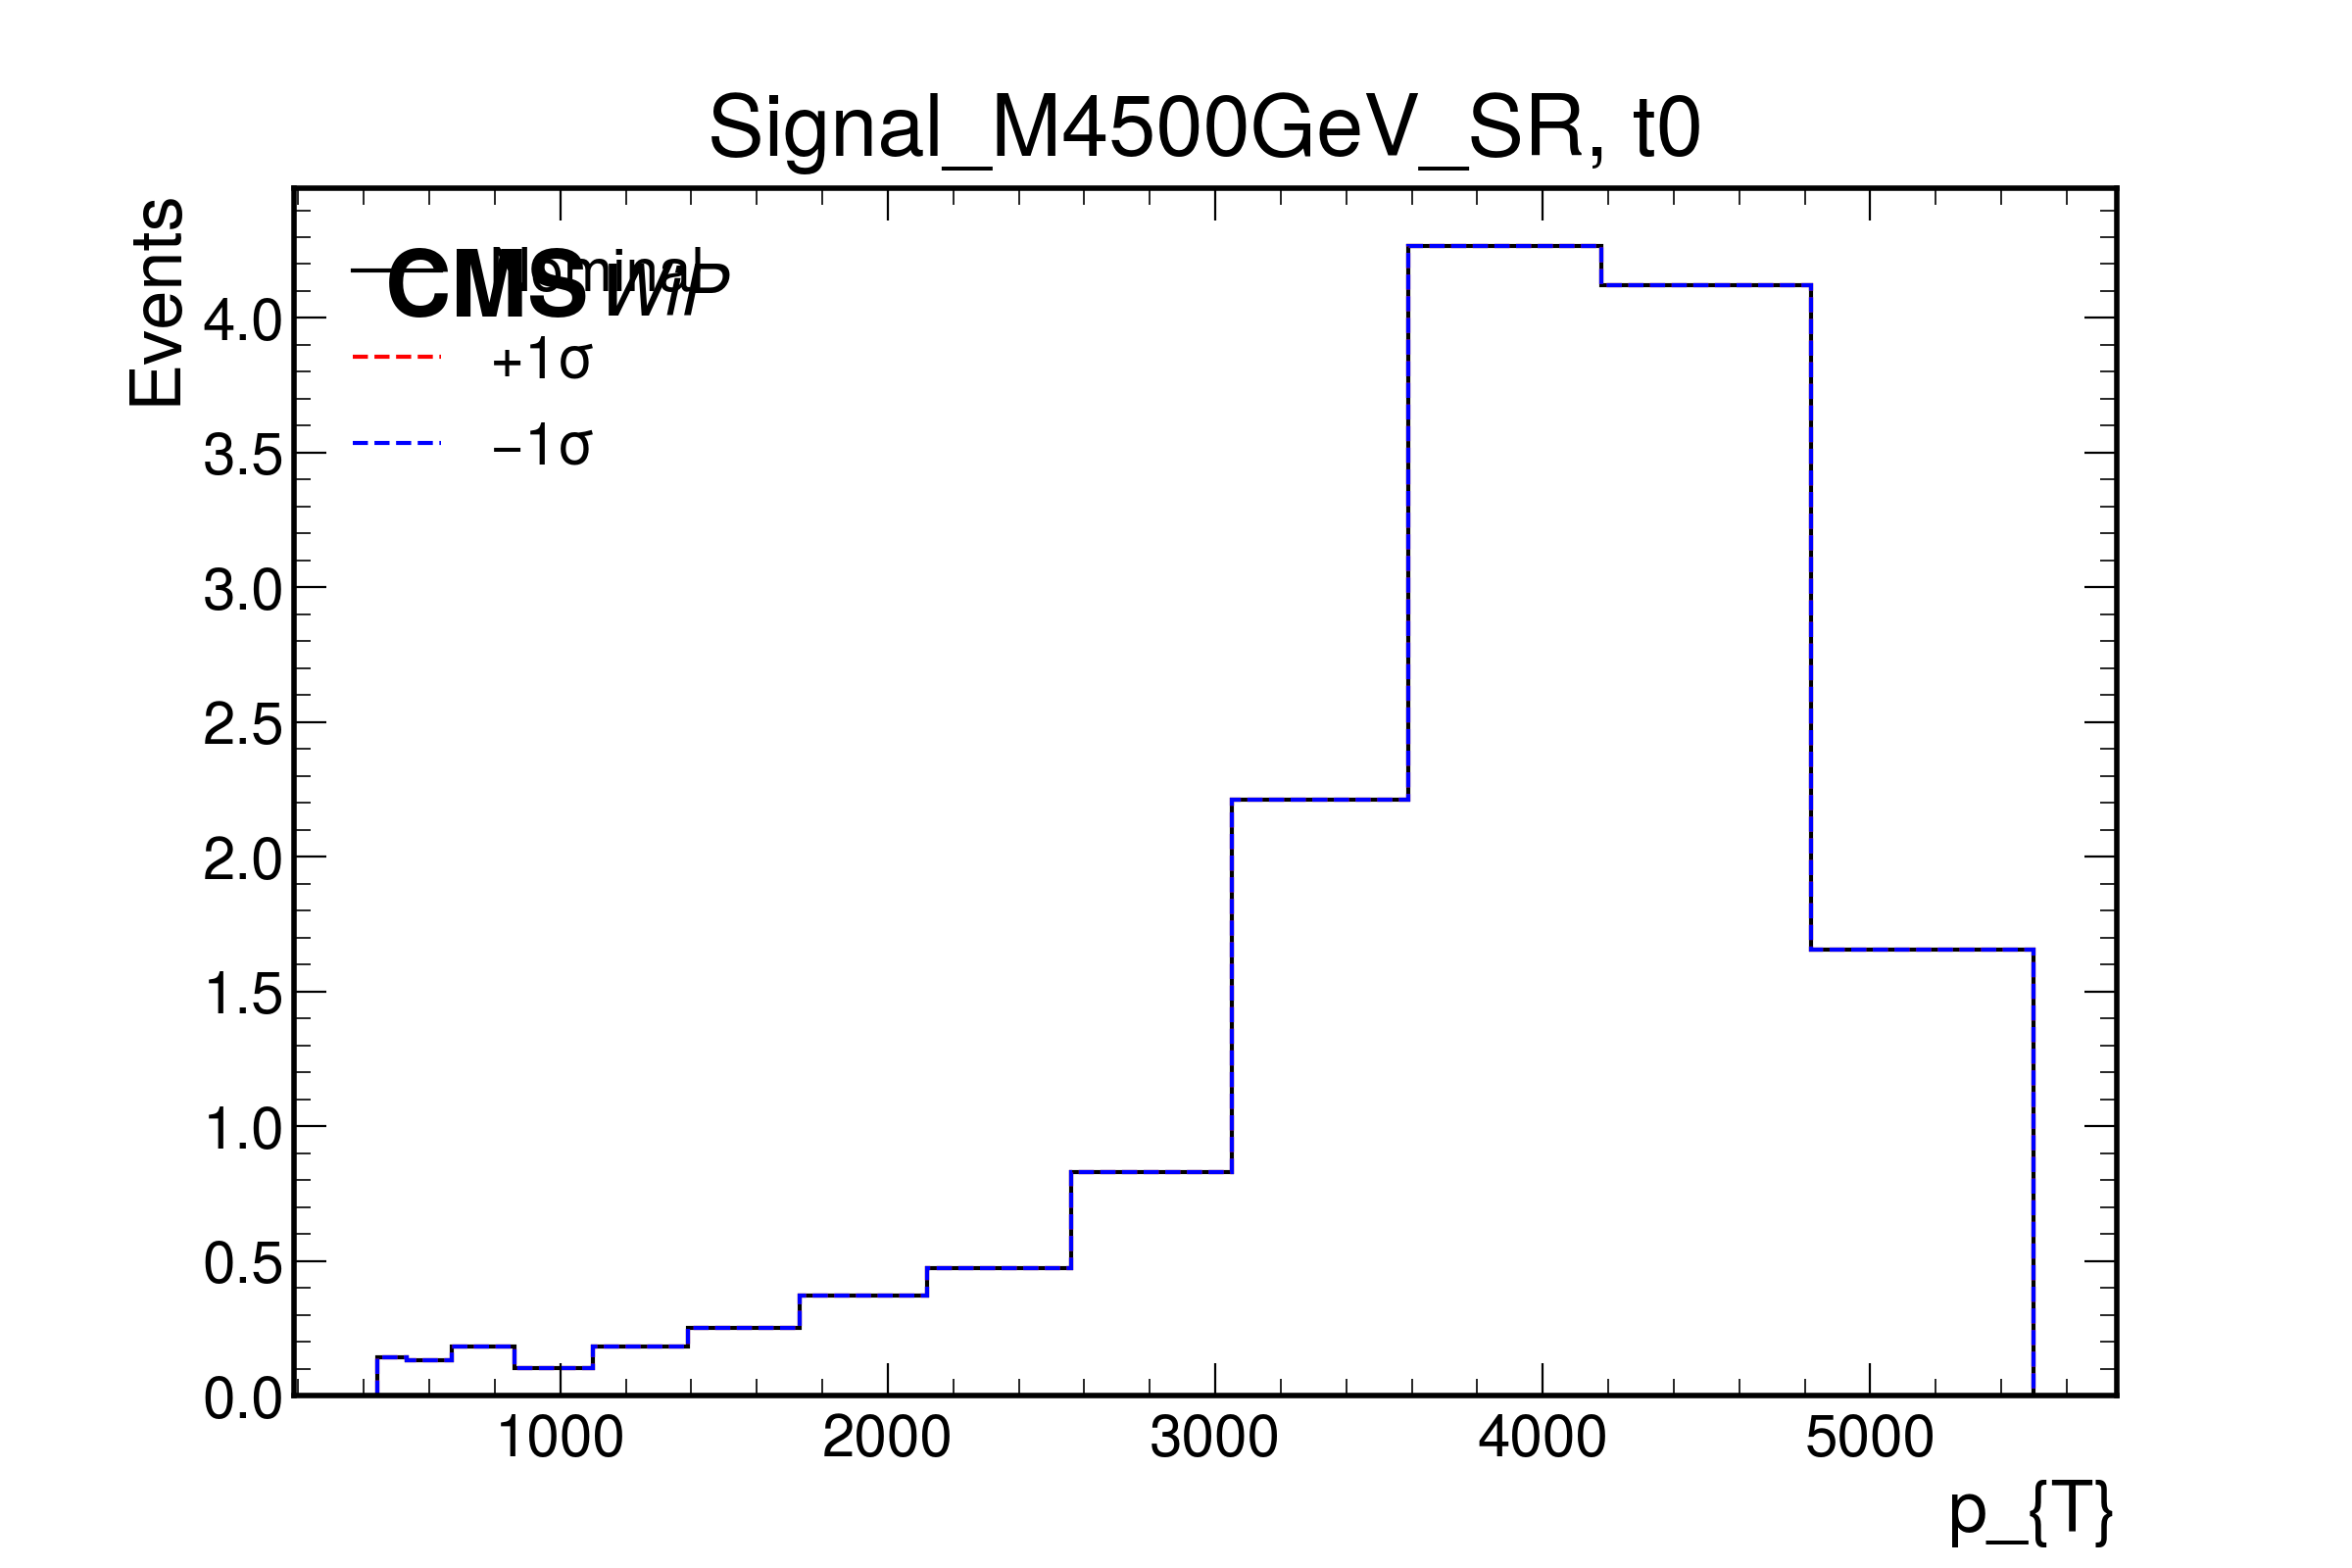 Signal_M4500GeV_SR, t0
Events
CMS WiP
Nominal
+1σ
−1σ
4.0
3.5
3.0
2.5
2.0
1.5
1.0
0.5
0.0
1000 2000 3000 4000 5000
p_{T}